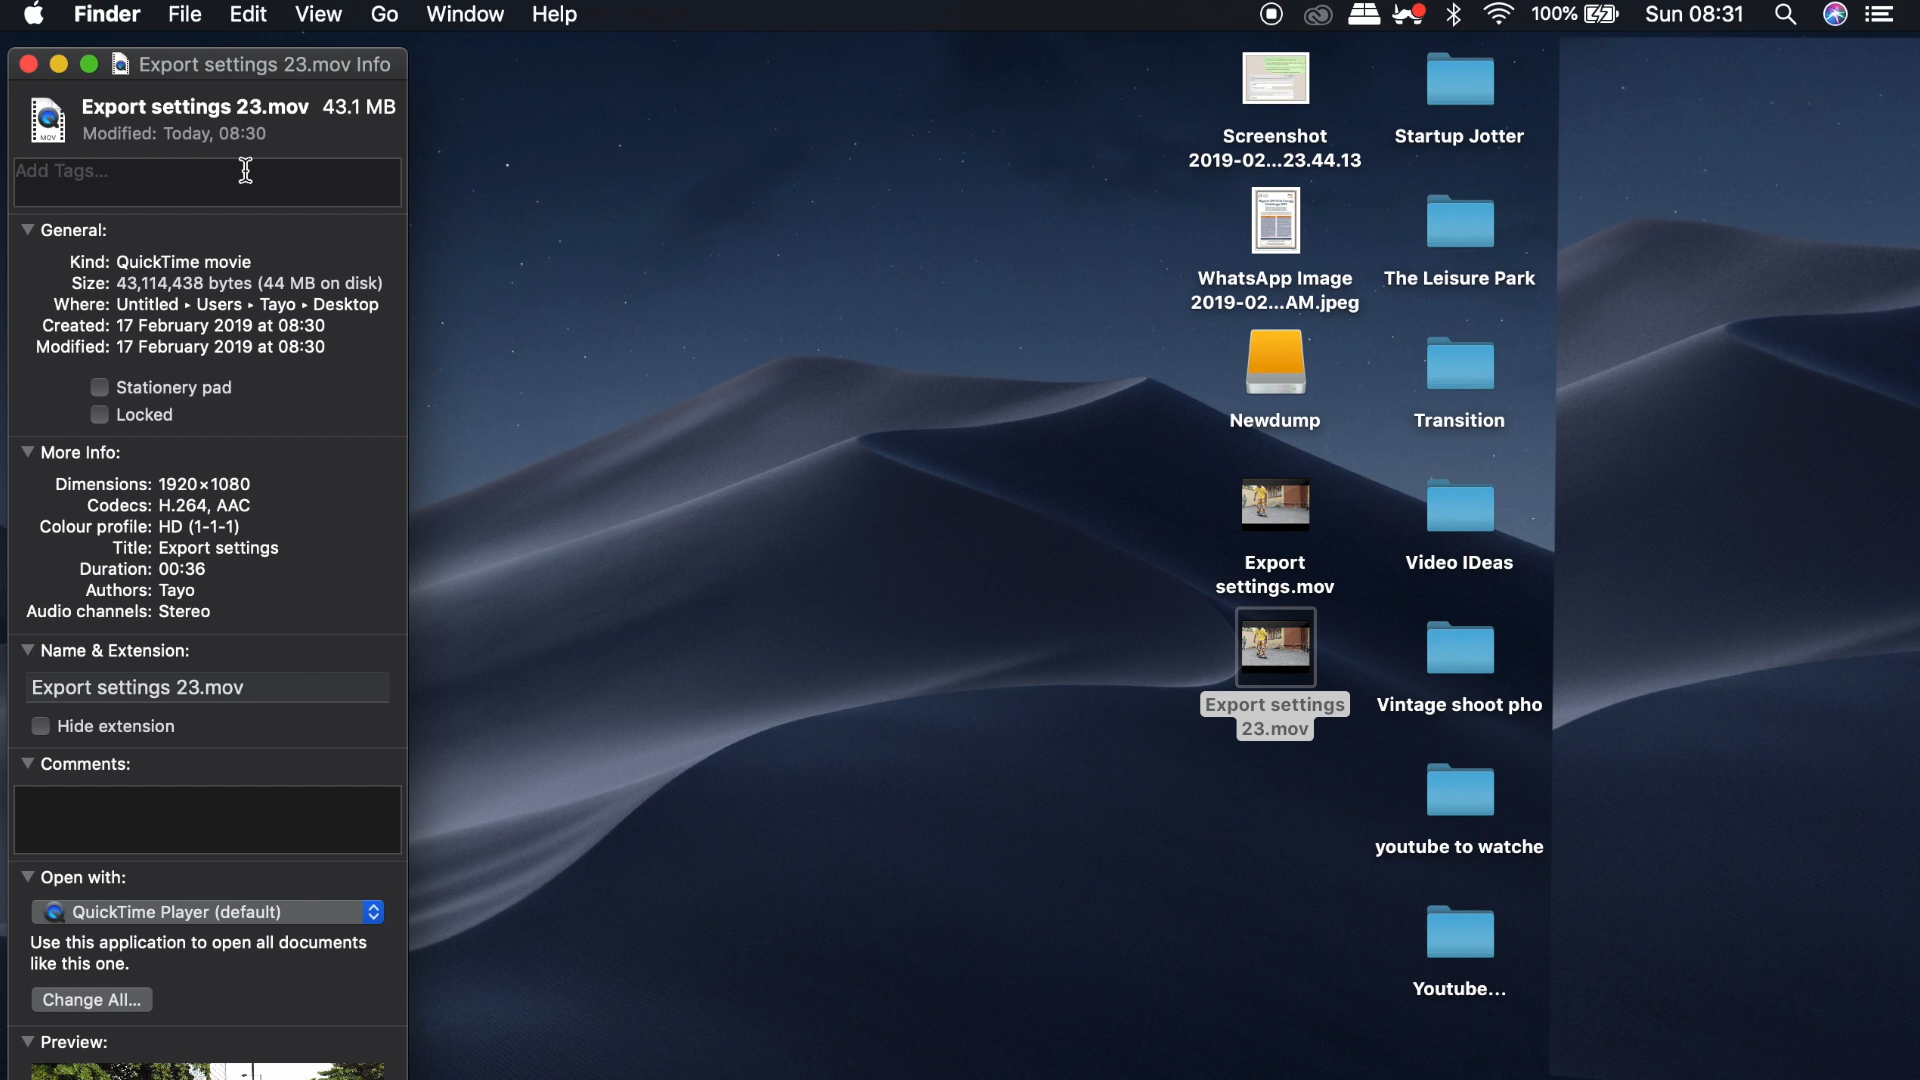 Finder File Edit View Go Window Help 100% Sun 08:31
Export settings 23.mov Info
Export settings 23.mov 43.1 MB
Modified: Today, 08:30
MOV
Add Tags...
General:
Kind: QuickTime movie
Size: 43,114,438 bytes (44 MB on disk)
Where: Untitled ▸ Users ▸ Tayo ▸ Desktop
Created: 17 February 2019 at 08:30
Modified: 17 February 2019 at 08:30
Stationery pad
Locked
More Info:
Dimensions: 1920×1080
Codecs: H.264, AAC
Colour profile: HD (1-1-1)
Title: Export settings
Duration: 00:36
Authors: Tayo
Audio channels: Stereo
Name & Extension:
Export settings 23.mov
Hide extension
Comments:
Open with:
QuickTime Player (default)
Use this application to open all documents
like this one.
Change All...
Preview:
Screenshot
2019-02...23.44.13
WhatsApp Image
2019-02...AM.jpeg
Newdump
Export
settings.mov
Export settings
23.mov
Startup Jotter
The Leisure Park
Transition
Video IDeas
Vintage shoot pho
youtube to watche
Youtube...